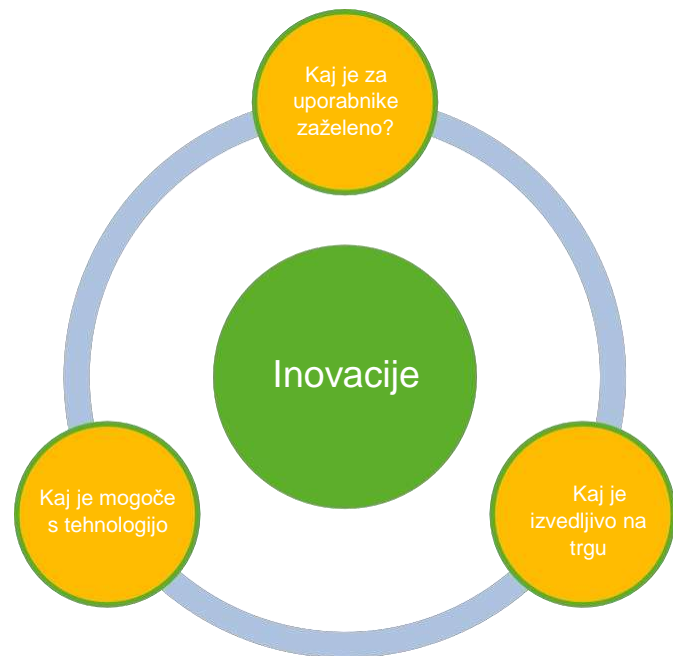 Kaj je za
uporabnike
zaželeno?
Inovacije
Kaj je mogoče
s tehnologijo
Kaj je
izvedljivo na
trgu